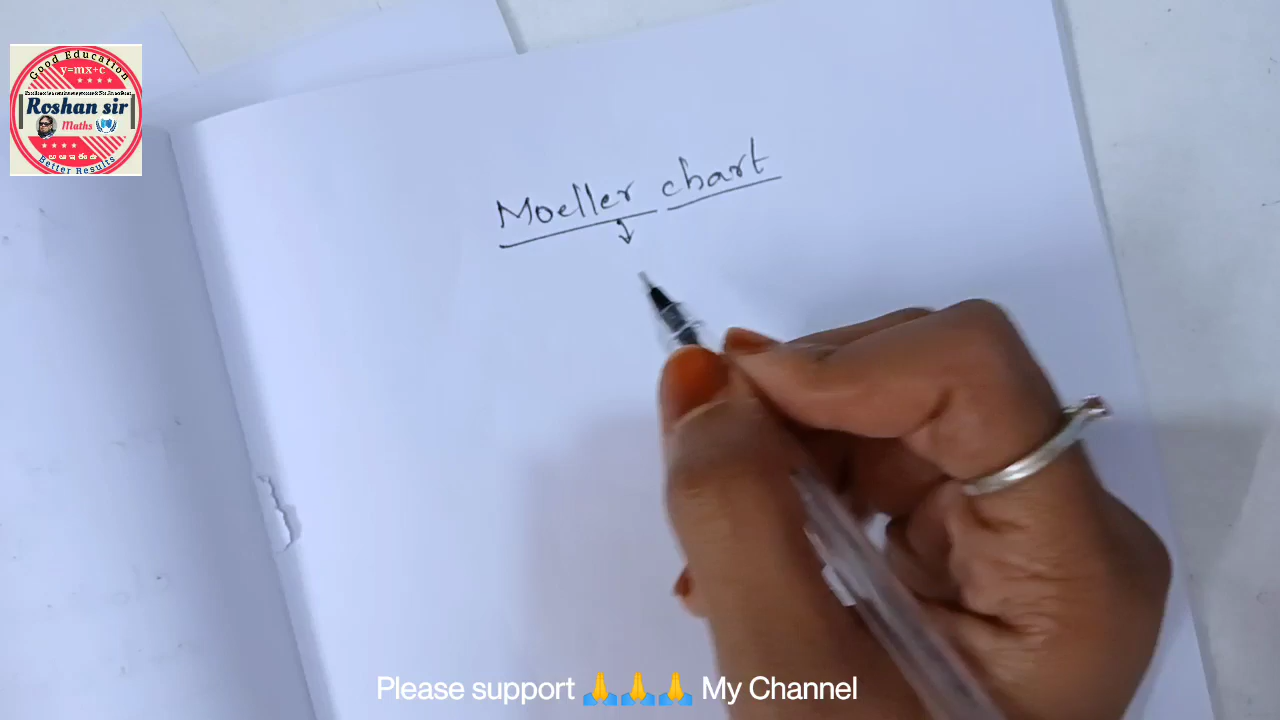 Good Education
y=mx+c
Roshan sir
Maths
Better Results
Moeller chart
Please support 🙏🙏🙏 My Channel